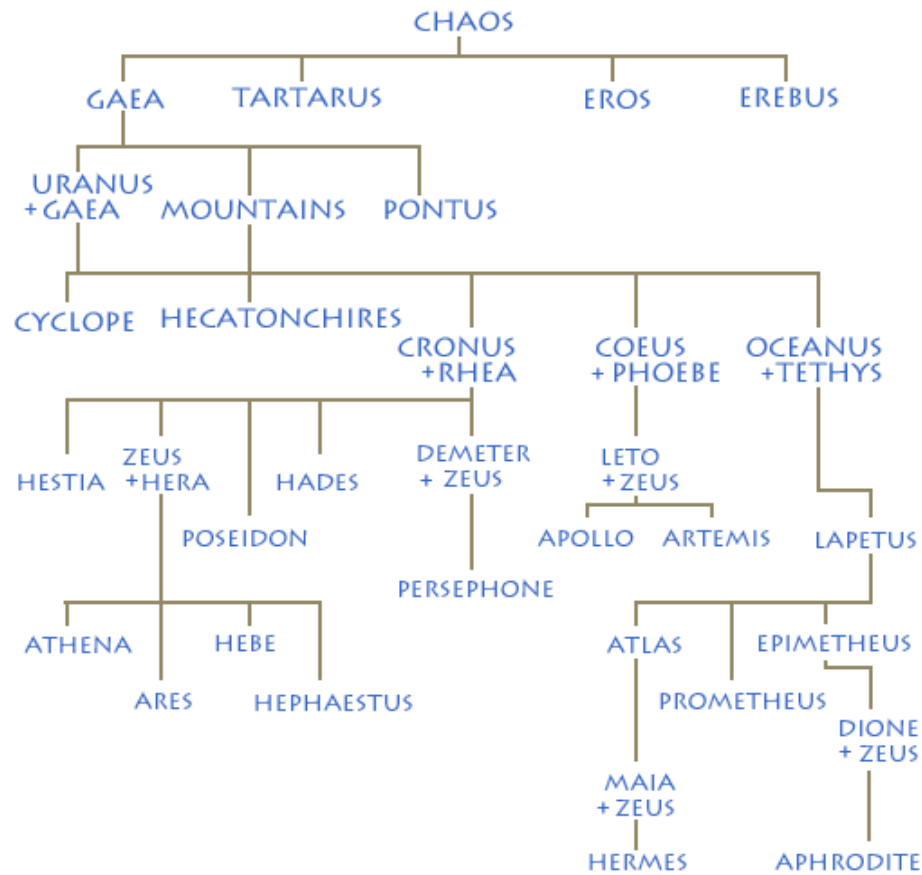 CHAOS
GAEA
TARTARUS
EROS
EREBUS
URANUS
+GAEA
MOUNTAINS
PONTUS
CYCLOPE
HECATONCHIRES
CRONUS
+RHEA
COEUS
+PHOEBE
OCEANUS
+TETHYS
HESTIA
ZEUS
+HERA
POSEIDON
HADES
DEMETER
+ ZEUS
LETO
+ZEUS
PERSEPHONE
APOLLO
ARTEMIS
LAPETUS
ATHENA
ARES
HEBE
HEPHAESTUS
ATLAS
PROMETHEUS
EPIMETHEUS
DIONE
+ ZEUS
MAIA
+ZEUS
HERMES
APHRODITE